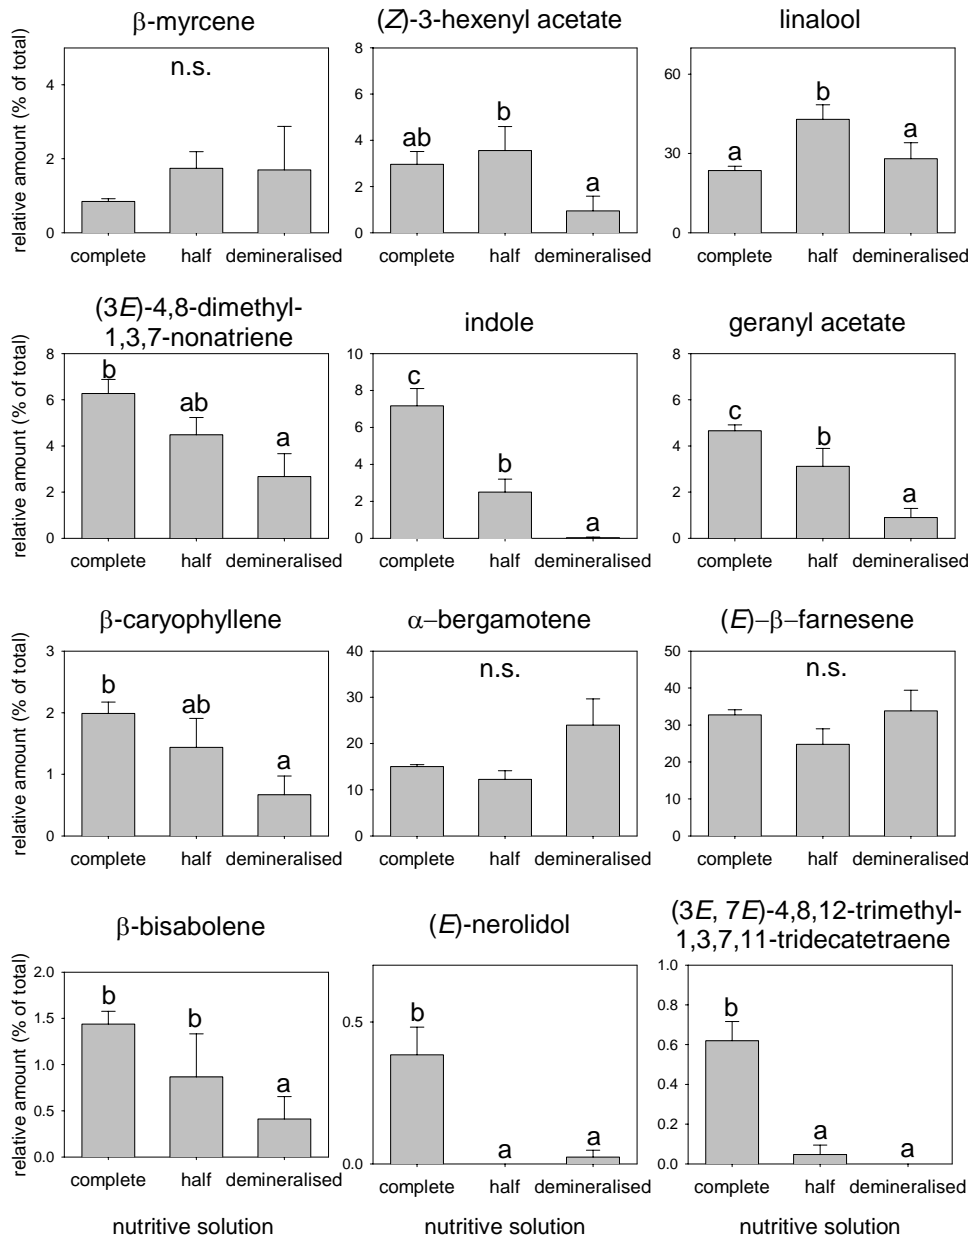 β-myrcene
relative amount (% of total)
4
2
0
n.s.
complete half demineralised
(Z)-3-hexenyl acetate
8
6
4
2
0
ab
b
a
complete half demineralised
linalool
60
30
0
a
b
a
complete half demineralised
(3E)-4,8-dimethyl-
1,3,7-nonatriene
relative amount (% of total)
8
6
4
2
0
b
ab
a
complete half demineralised
indole
10
8
6
4
2
0
c
b
a
complete half demineralised
geranyl acetate
8
6
4
2
0
c
b
a
complete half demineralised
β-caryophyllene
relative amount (% of total)
3
2
1
0
b
ab
a
complete half demineralised
α–bergamotene
40
30
20
10
0
n.s.
complete half demineralised
(E)–β–farnesene
50
40
30
20
10
0
n.s.
complete half demineralised
β-bisabolene
relative amount (% of total)
2.0
1.5
1.0
0.5
0.0
b
b
a
complete half demineralised
nutritive solution
(E)-nerolidol
0.5
0.0
b
a
a
complete half demineralised
nutritive solution
(3E, 7E)-4,8,12-trimethyl-
1,3,7,11-tridecatetraene
1.0
0.8
0.6
0.4
0.2
0.0
b
a
a
complete half demineralised
nutritive solution